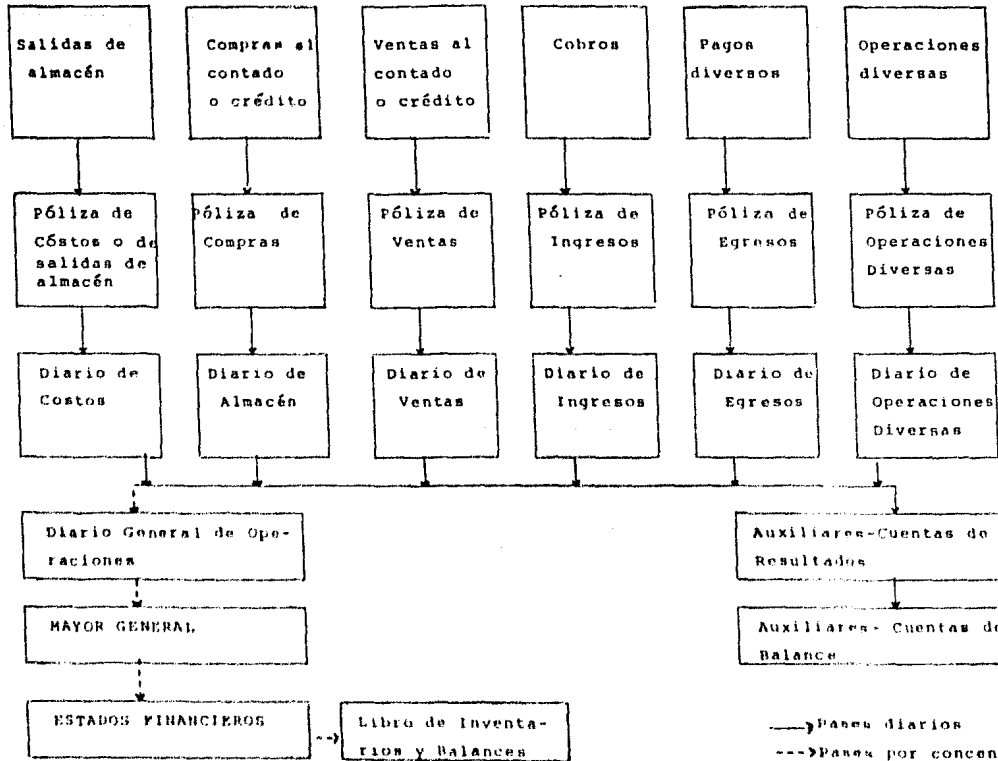 Salidas de
almacén
Compras al
contado
o crédito
Ventas al
contado
o crédito
Cobros
Pagos
diversos
Operaciones
diversas
Póliza de
Cóstos o de
salidas de
almacén
Póliza de
Compras
Póliza de
Ventas
Póliza de
Ingresos
Póliza de
Egresos
Póliza de
Operaciones
Diversas
Diario de
Costos
Diario de
Almacén
Diario de
Ventas
Diario de
Ingresos
Diario de
Egresos
Diario de
Operaciones
Diversas
Diario General de Ope-
raciones
Auxiliares-Cuentas de
Resultados
MAYOR GENERAL
Auxiliares- Cuentas de
Balance
ESTADOS FINANCIEROS
Libro de Inventa-
rios y Balances
Pases diarios
Pases por concen